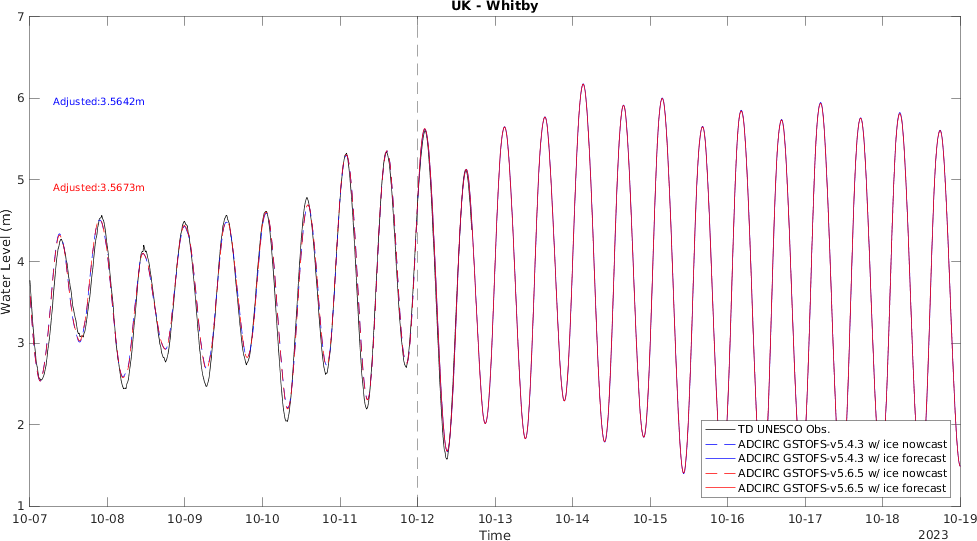 UK - Whitby
7
6
5
4
3
2
1
Water Level (m)
Adjusted:3.5642m
Adjusted:3.5673m
TD UNESCO Obs.
ADCIRC GSTOFS-v5.4.3 w/ ice nowcast
ADCIRC GSTOFS-v5.4.3 w/ ice forecast
ADCIRC GSTOFS-v5.6.5 w/ ice nowcast
ADCIRC GSTOFS-v5.6.5 w/ ice forecast
10-07 10-08 10-09 10-10 10-11 10-12 10-13 10-14 10-15 10-16 10-17 10-18 10-19
Time
2023